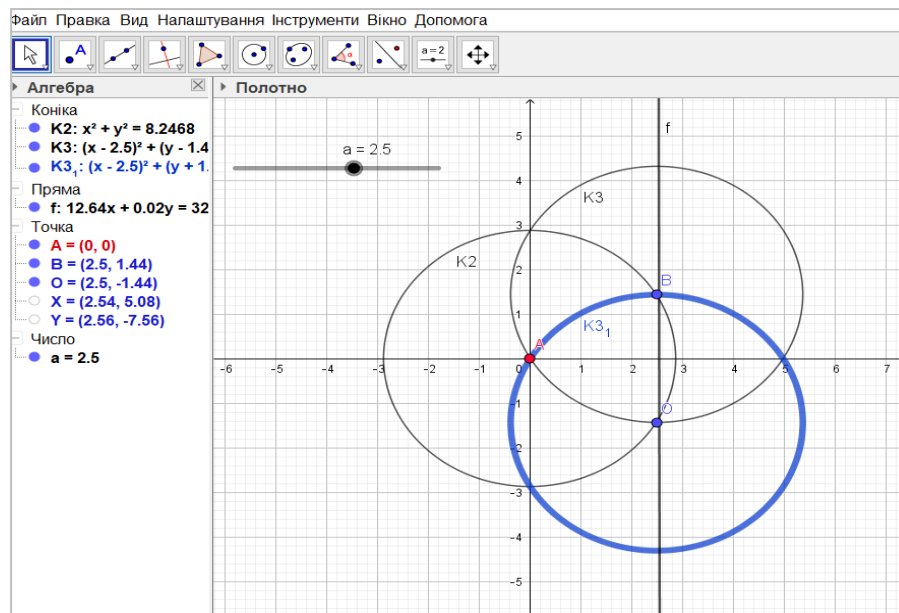 Файл Правка Вид Налаштування Інструменти Вікно Допомога
A
α
a=2
Алгебра
Полотно
Коніка
K2: x² + y² = 8.2468
K3: (x - 2.5)² + (y - 1.4
K3₁: (x - 2.5)² + (y + 1.
Пряма
f: 12.64x + 0.02y = 32
Точка
A = (0, 0)
B = (2.5, 1.44)
O = (2.5, -1.44)
X = (2.54, 5.08)
Y = (2.56, -7.56)
Число
a = 2.5
a = 2.5
f
5
4
K3
3
K2
2
B
1
K3₁
A
-6 -5 -4 -3 -2 -1 0 1 2 3 4 5 6 7
-1
O
-2
-3
-4
-5